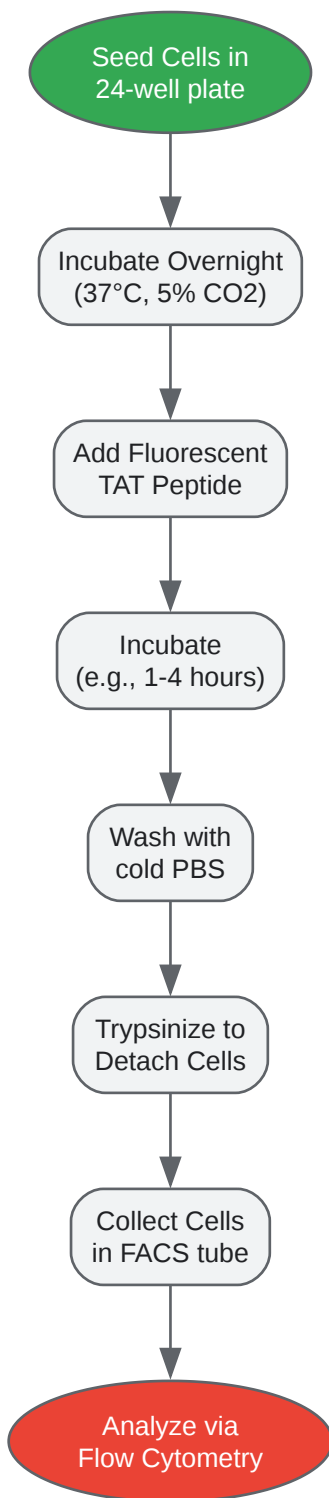 Seed Cells in
24-well plate
Incubate Overnight
(37°C, 5% CO2)
Add Fluorescent
TAT Peptide
Incubate
(e.g., 1-4 hours)
Wash with
cold PBS
Trypsinize to
Detach Cells
Collect Cells
in FACS tube
Analyze via
Flow Cytometry